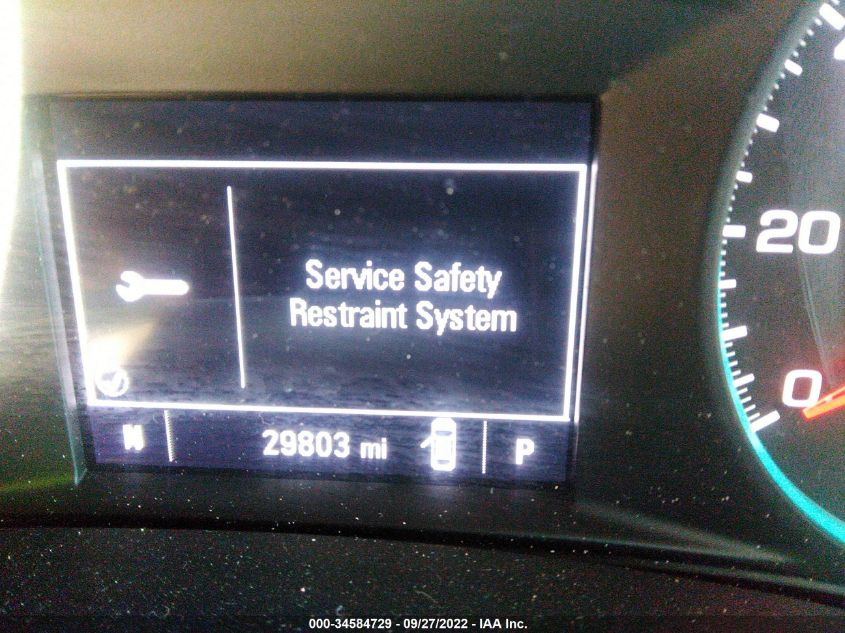 Service Safety
Restraint System
N
29803 mi
P
20
0
000-34584729 - 09/27/2022 - IAA Inc.